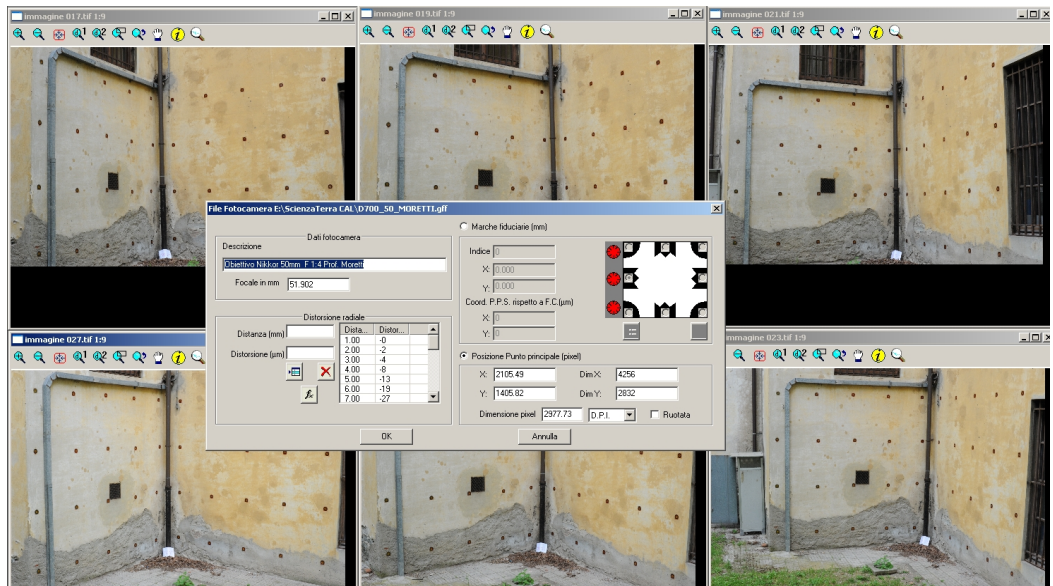 immagine 017.tif 1:9
immagine 019.tif 1:9
immagine 021.tif 1:9
File Fotocamera E:\ScienzaTerra CAL\D700_50_MORETTI.gff
Dati fotocamera
Descrizione
Obiettivo Nikkor 50mm F 1:4 Prof. Moretti
Focale in mm 51.902
Distorsione radiale
Distanza (mm)
Distorsione (µm)
Dista... Distor...
1.00 -0
2.00 -2
3.00 -4
4.00 -8
5.00 -13
6.00 -19
7.00 -27
Marche fiduciarie (mm)
Indice 0
X: 0.000
Y: 0.000
Coord. P.P.S. rispetto a F.C.(µm)
X: 0
Y: 0
Posizione Punto principale (pixel)
X: 2105.49 Dim X: 4256
Y: 1405.82 Dim Y: 2832
Dimensione pixel 2977.73 D.P.I. Ruotata
OK Annulla
immagine 027.tif 1:9
immagine 023.tif 1:9